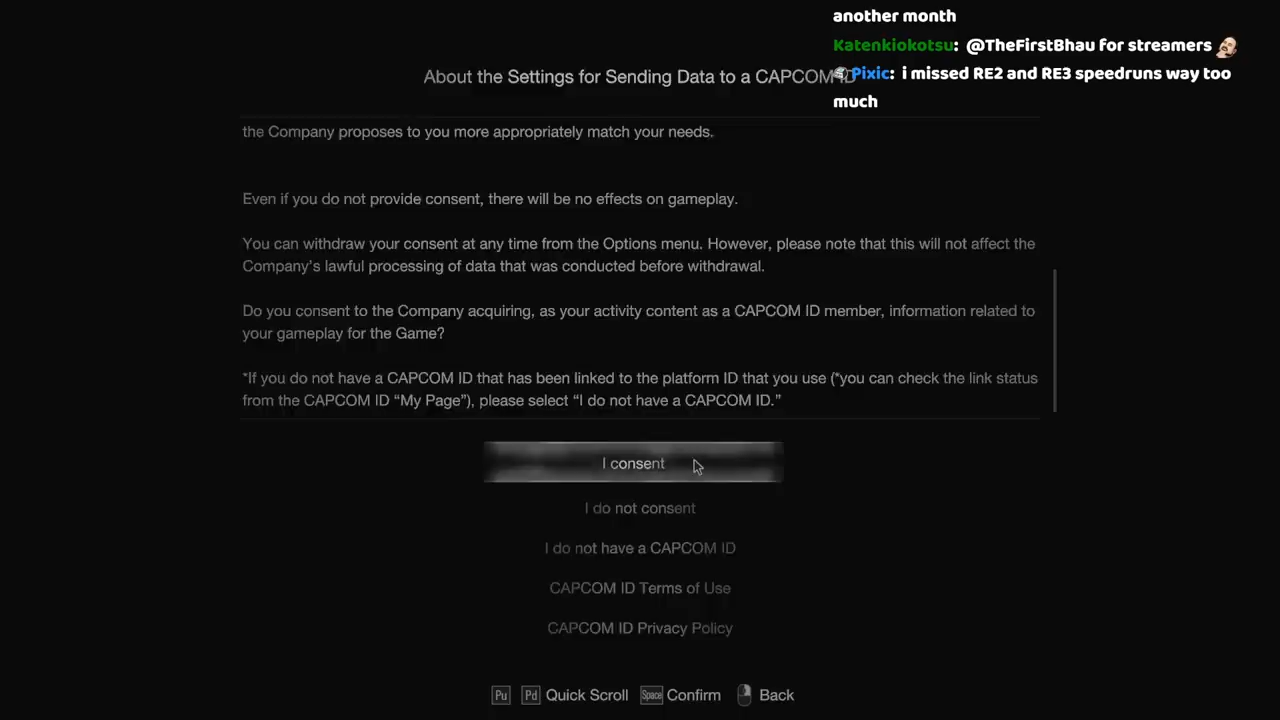 another month
Katenkiokotsu: @TheFirstBhau for streamers
Pixic: i missed RE2 and RE3 speedruns way too
much
About the Settings for Sending Data to a CAPCOM ID
the Company proposes to you more appropriately match your needs.
Even if you do not provide consent, there will be no effects on gameplay.
You can withdraw your consent at any time from the Options menu. However, please note that this will not affect the
Company's lawful processing of data that was conducted before withdrawal.
Do you consent to the Company acquiring, as your activity content as a CAPCOM ID member, information related to
your gameplay for the Game?
*If you do not have a CAPCOM ID that has been linked to the platform ID that you use (*you can check the link status
from the CAPCOM ID “My Page”), please select “I do not have a CAPCOM ID.”
I consent
I do not consent
I do not have a CAPCOM ID
CAPCOM ID Terms of Use
CAPCOM ID Privacy Policy
Pu Pd Quick Scroll Space Confirm Back